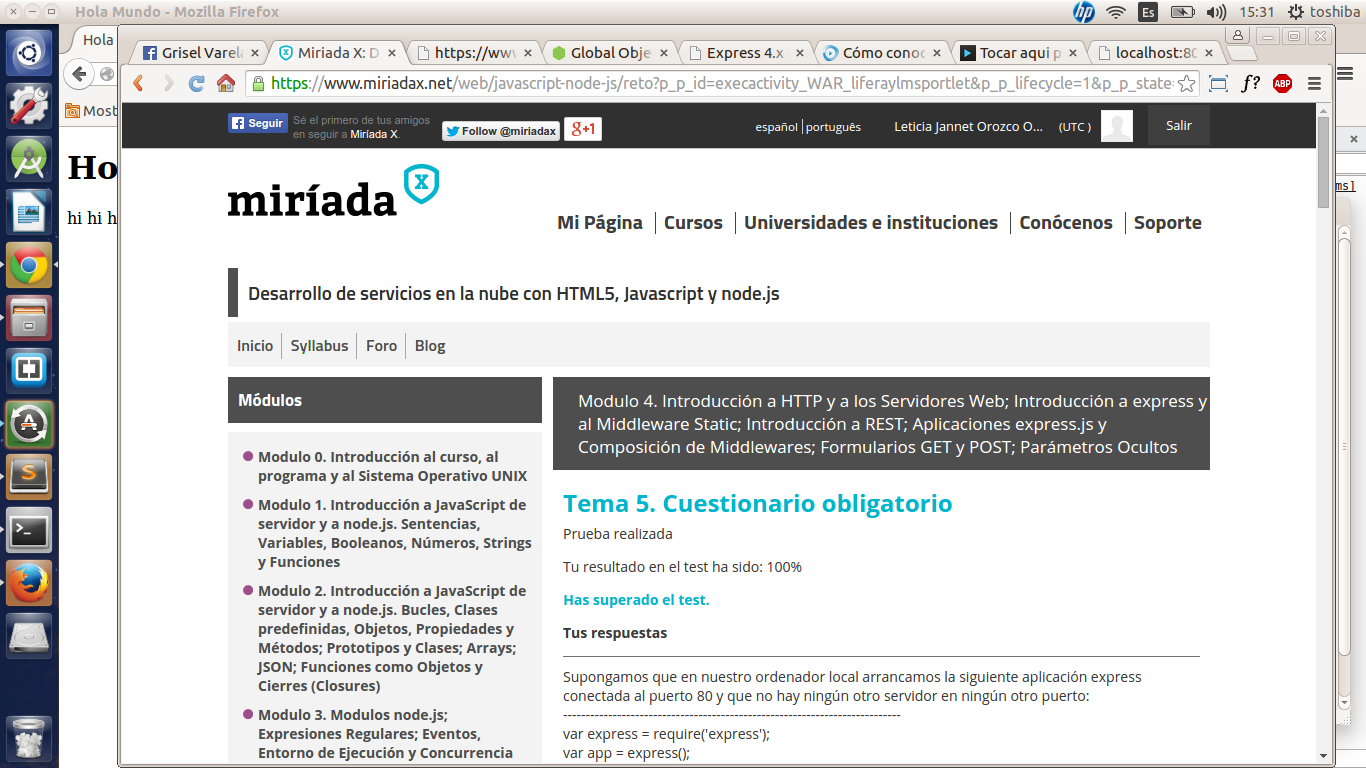 Hola Mundo - Mozilla Firefox
Es
15:31
toshiba
Hola
Grisel Varela
Miriada X: D
https://ww
Global Obje
Express 4.x
Cómo cono
Tocar aqui p
localhost:80
https://www.miriadax.net/web/javascript-node-js/reto?p_p_id=execactivity_WAR_liferaylmsportlet&p_p_lifecycle=1&p_p_state=
f?
ABP
Most
Seguir
Sé el primero de tus amigos
en seguir a Miríada X.
Follow @miriadax
g+1
español | português
Leticia Jannet Orozco O...
(UTC )
Salir
Ho
hi hi h
ms]
miríada x
Mi Página
Cursos
Universidades e instituciones
Conócenos
Soporte
Desarrollo de servicios en la nube con HTML5, Javascript y node.js
Inicio
Syllabus
Foro
Blog
Módulos
Modulo 0. Introducción al curso, al
programa y al Sistema Operativo UNIX
Modulo 1. Introducción a JavaScript de
servidor y a node.js. Sentencias,
Variables, Booleanos, Números, Strings
y Funciones
Modulo 2. Introducción a JavaScript de
servidor y a node.js. Bucles, Clases
predefinidas, Objetos, Propiedades y
Métodos; Prototipos y Clases; Arrays;
JSON; Funciones como Objetos y
Cierres (Closures)
Modulo 3. Modulos node.js;
Expresiones Regulares; Eventos,
Entorno de Ejecución y Concurrencia
Modulo 4. Introducción a HTTP y a los Servidores Web; Introducción a express y
al Middleware Static; Introducción a REST; Aplicaciones express.js y
Composición de Middlewares; Formularios GET y POST; Parámetros Ocultos
Tema 5. Cuestionario obligatorio
Prueba realizada
Tu resultado en el test ha sido: 100%
Has superado el test.
Tus respuestas
Supongamos que en nuestro ordenador local arrancamos la siguiente aplicación express
conectada al puerto 80 y que no hay ningún otro servidor en ningún otro puerto:
---------------------------------------------------------------------------
var express = require('express');
var app = express();